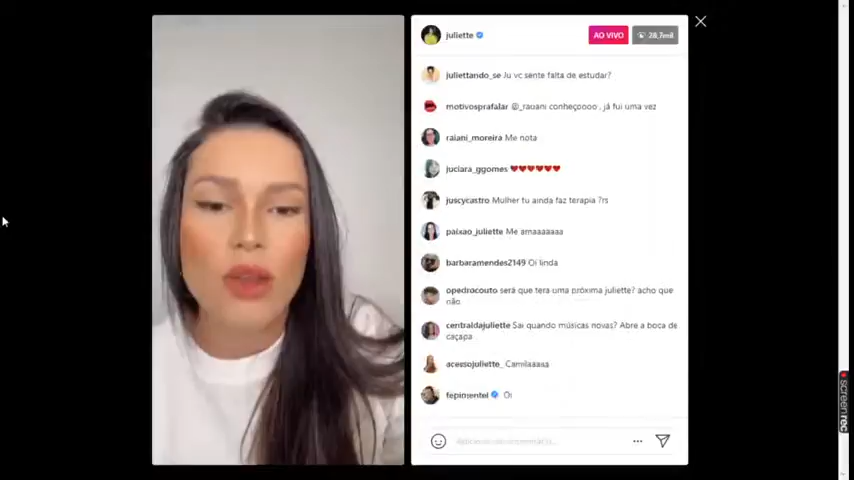 juliette
AO VIVO
28,7mil
juliettando_se Ju vc sente falta de estudar?
motivosprafalar @_rauani conheçoooo , já fui uma vez
raiani_moreira Me nota
juciara_ggomes ♥♥♥♥♥♥
juscycastro Mulher tu ainda faz terapia ?rs
paixao_juliette Me amaaaaaaa
barbaramendes2149 Oi linda
opedrocouto será que tera uma próxima juliette? acho que
não
centraldajuliette Sai quando músicas novas? Abre a boca de
caçapa
acessojuliette_ Camilaaaaa
fepimentel Oi
screenrec